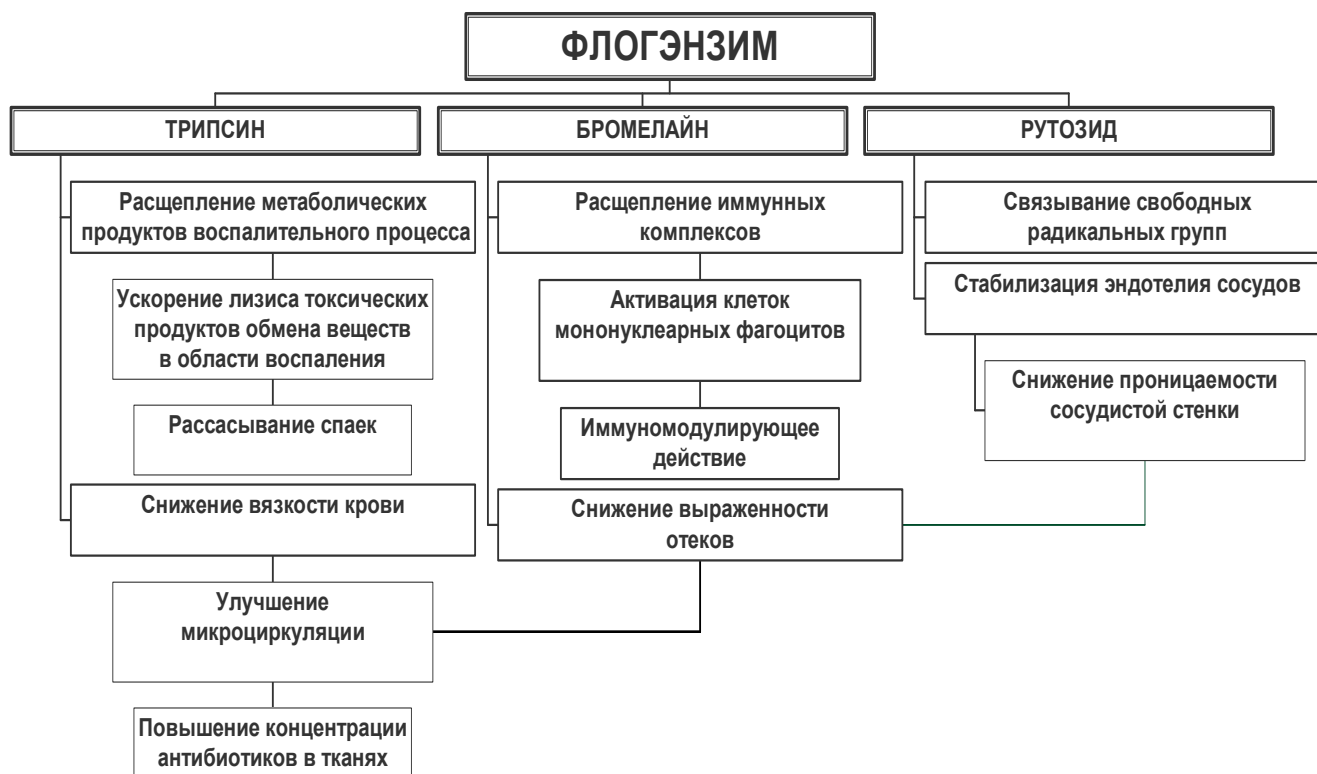 ФЛОГЭНЗИМ
ТРИПСИН
БРОМЕЛАЙН
РУТОЗИД
Расщепление метаболических
продуктов воспалительного процесса
Ускорение лизиса токсических
продуктов обмена веществ
в области воспаления
Рассасывание спаек
Снижение вязкости крови
Улучшение
микроциркуляции
Повышение концентрации
антибиотиков в тканях
Расщепление иммунных
комплексов
Активация клеток
мононуклеарных фагоцитов
Иммуномодулирующее
действие
Снижение выраженности
отеков
Связывание свободных
радикальных групп
Стабилизация эндотелия сосудов
Снижение проницаемости
сосудистой стенки